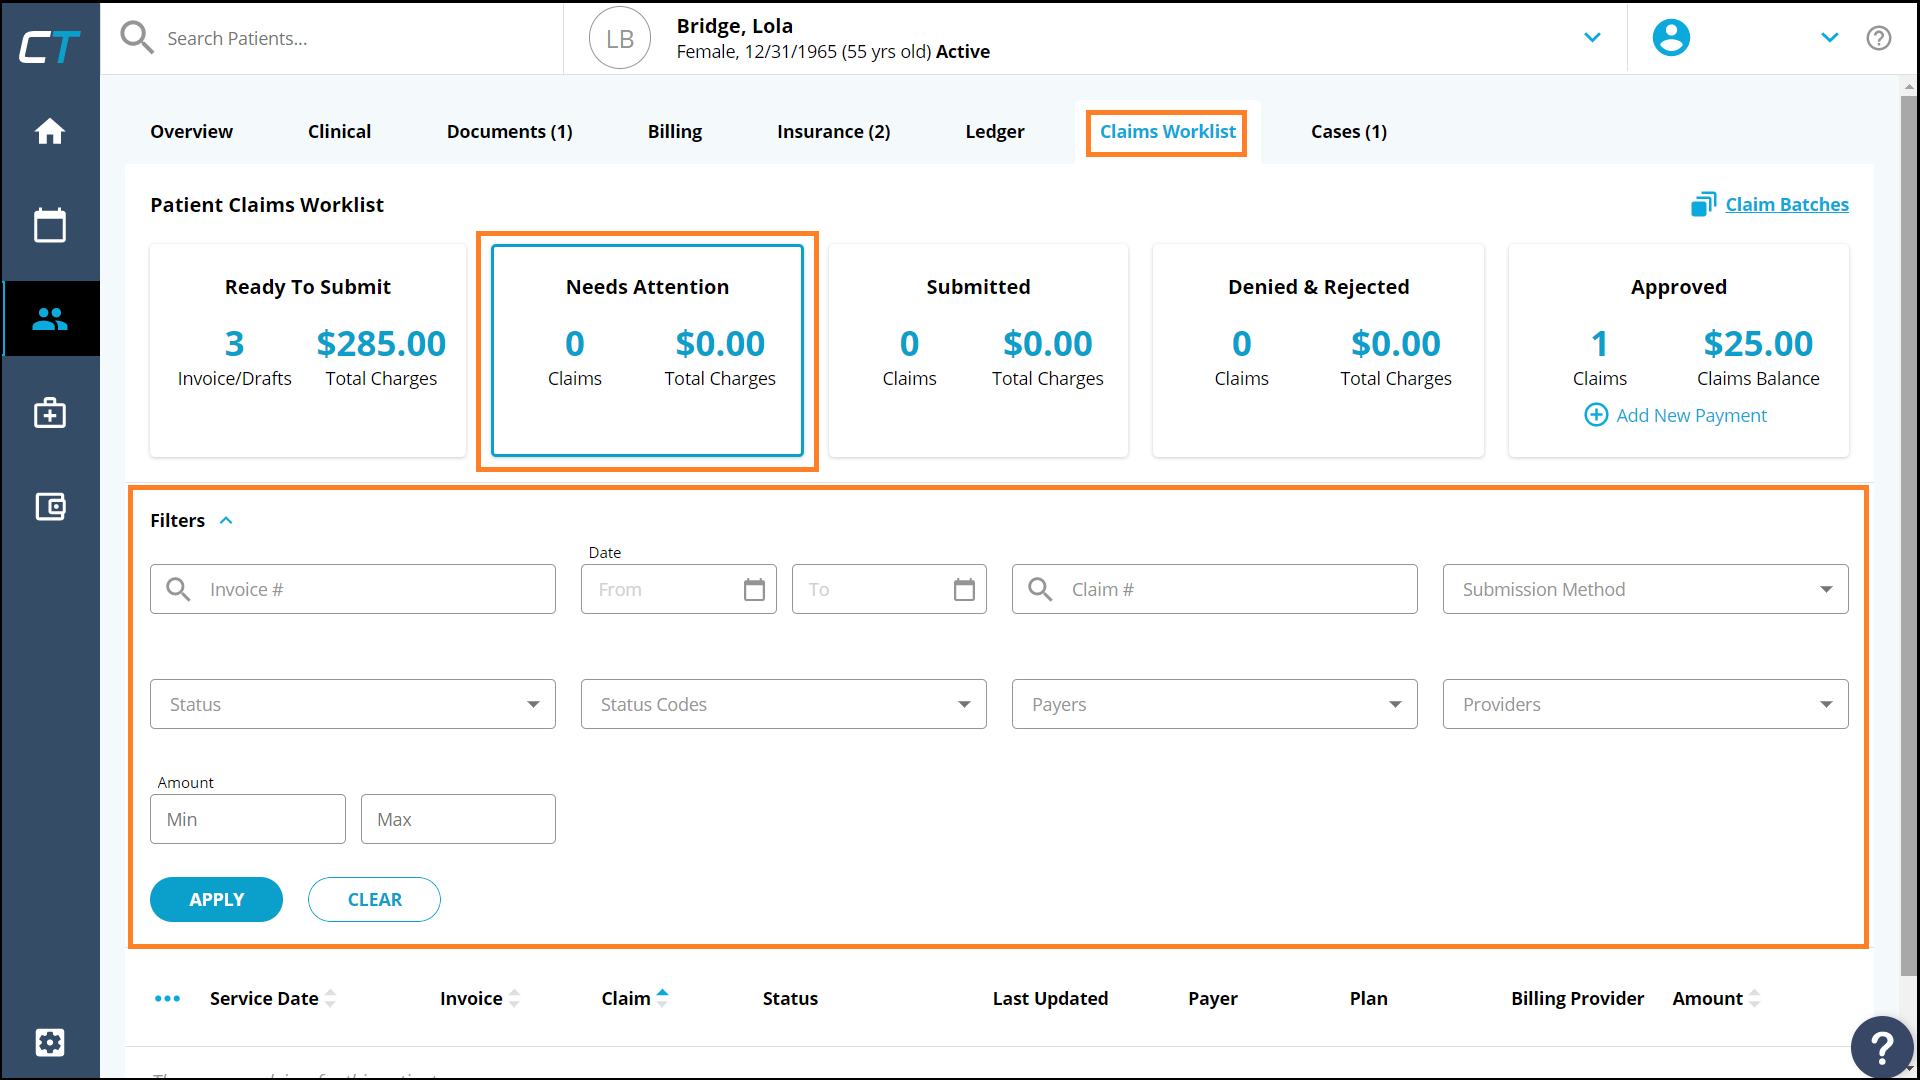 CT
Search Patients...
LB
Bridge, Lola
Female, 12/31/1965 (55 yrs old) Active
Overview
Clinical
Documents (1)
Billing
Insurance (2)
Ledger
Claims Worklist
Cases (1)
Patient Claims Worklist
Claim Batches
Ready To Submit
3
$285.00
Invoice/Drafts
Total Charges
Needs Attention
0
$0.00
Claims
Total Charges
Submitted
0
$0.00
Claims
Total Charges
Denied & Rejected
0
$0.00
Claims
Total Charges
Approved
1
$25.00
Claims
Claims Balance
Add New Payment
Filters
Invoice #
Date
From
To
Claim #
Submission Method
Status
Status Codes
Payers
Providers
Amount
Min
Max
APPLY
CLEAR
Service Date
Invoice
Claim
Status
Last Updated
Payer
Plan
Billing Provider
Amount
?